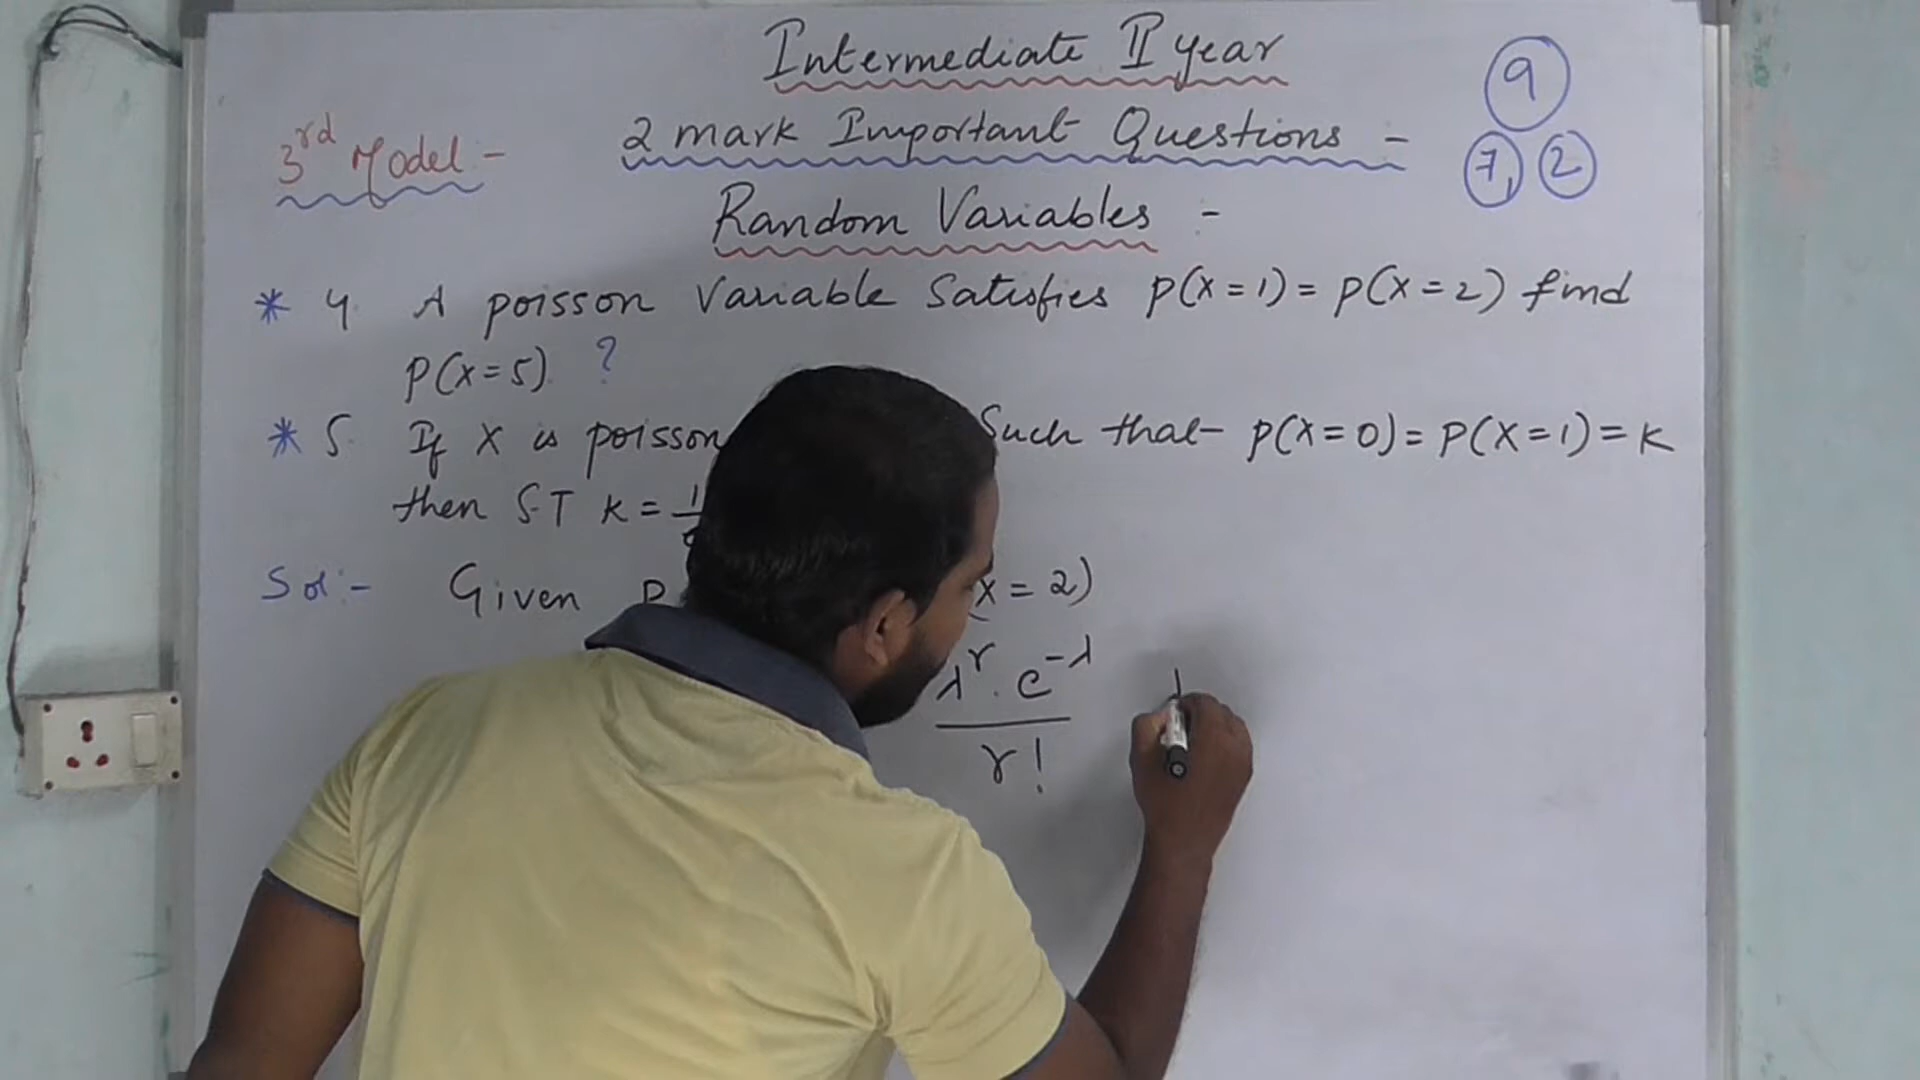 Intermediate II year
9
3rd Model -
2 mark Important Questions -
7, 2
Random Variables -
* 4. A poisson Variable Satisfies P(X=1) = P(X=2) find
P(X=5). ?
* 5. If X is poisson Such that P(X=0) = P(X=1) = K
then S.T K = 1
Sol:- Given P x = 2)
λ^r . e^-λ
r!